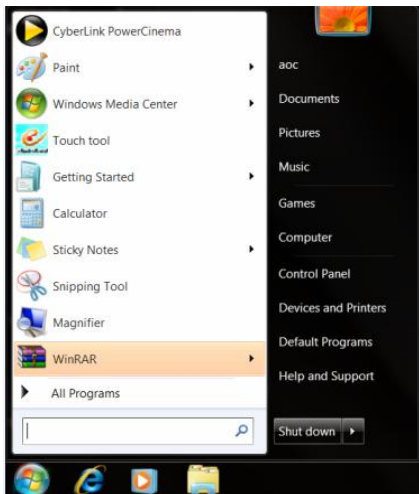 CyberLink PowerCinema
Paint
Windows Media Center
Touch tool
Getting Started
Calculator
Sticky Notes
Snipping Tool
Magnifier
WinRAR
All Programs
aoc
Documents
Pictures
Music
Games
Computer
Control Panel
Devices and Printers
Default Programs
Help and Support
Shut down